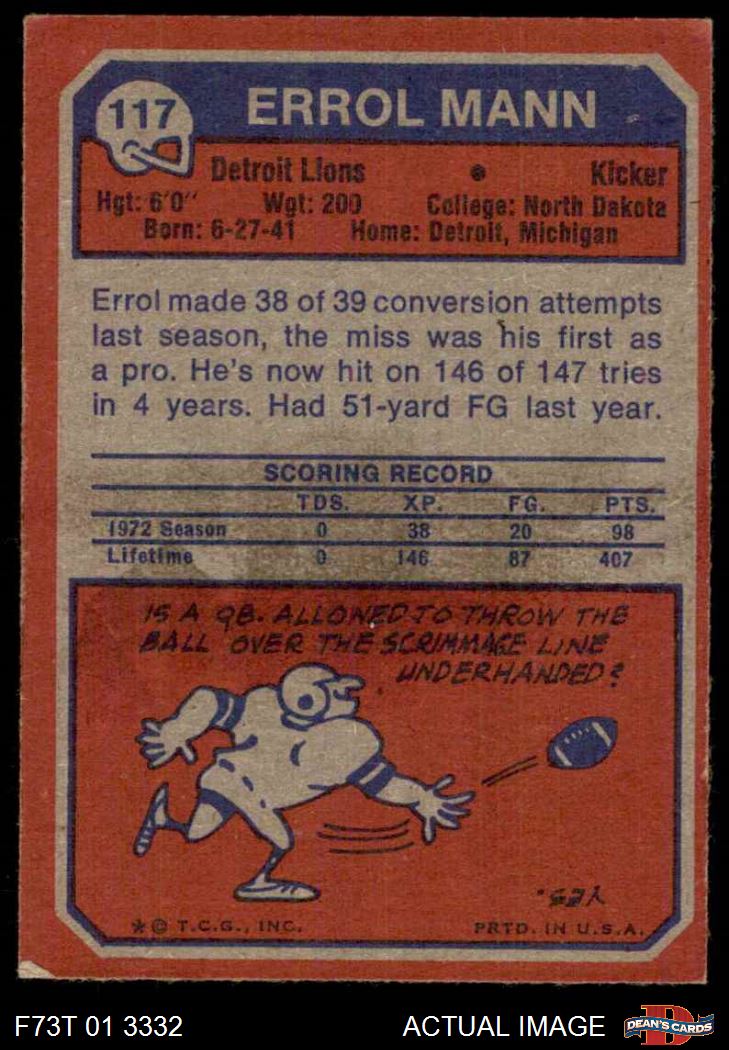 117
ERROL MANN
Detroit Lions • Kicker
Hgt: 6'0" Wgt: 200 College: North Dakota
Born: 6-27-41 Home: Detroit, Michigan
Errol made 38 of 39 conversion attempts
last season, the miss was his first as
a pro. He's now hit on 146 of 147 tries
in 4 years. Had 51-yard FG last year.
SCORING RECORD
TDS. XP. FG. PTS.
1972 Season 0 38 20 98
Lifetime 0 146 87 407
IS A QB. ALLOWED TO THROW THE
BALL OVER THE SCRIMMAGE LINE
UNDERHANDED?
YES.
* © T.C.G., INC. PRTD. IN U.S.A.
F73T 01 3332 ACTUAL IMAGE
D
DEAN'S CARDS